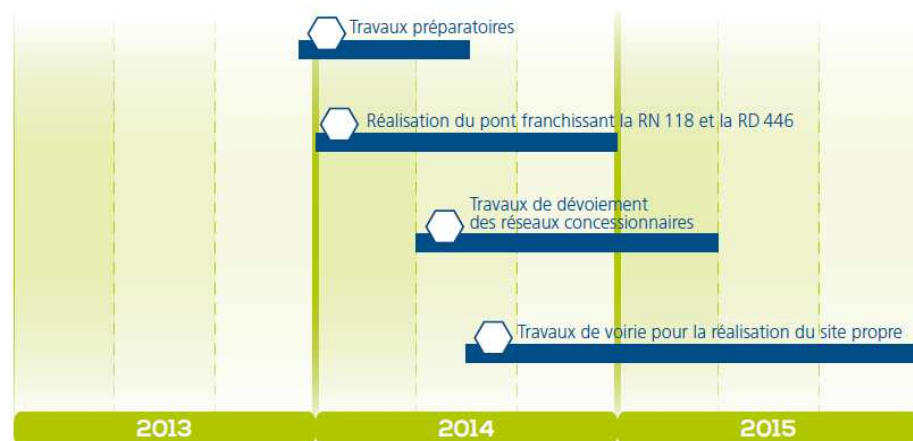 Travaux préparatoires
Réalisation du pont franchissant la RN 118 et la RD 446
Travaux de dévoiement
des réseaux concessionnaires
Travaux de voirie pour la réalisation du site propre
2013
2014
2015